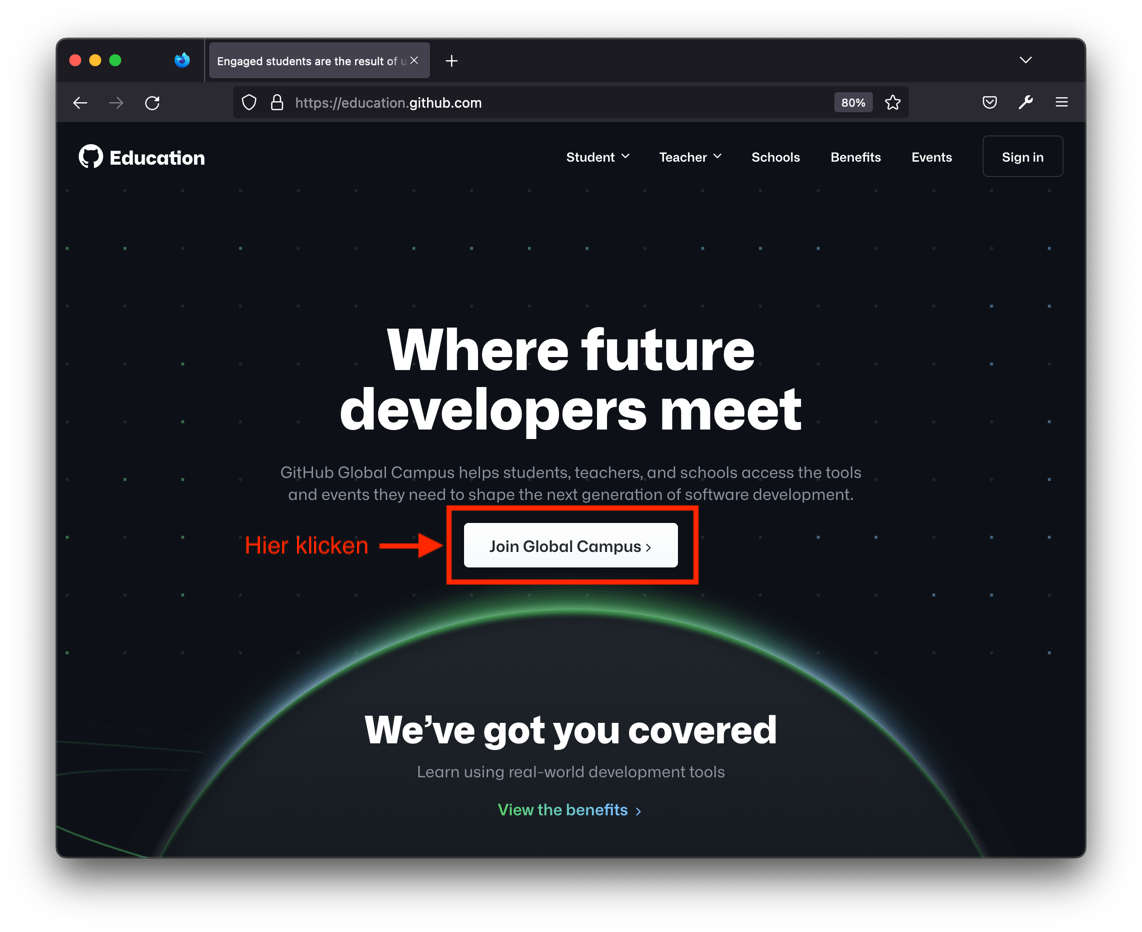 Engaged students are the result of u
https://education.github.com
80%
Education
Student
Teacher
Schools
Benefits
Events
Sign in
Where future
developers meet
GitHub Global Campus helps students, teachers, and schools access the tools
and events they need to shape the next generation of software development.
Hier klicken
Join Global Campus ›
We’ve got you covered
Learn using real-world development tools
View the benefits ›